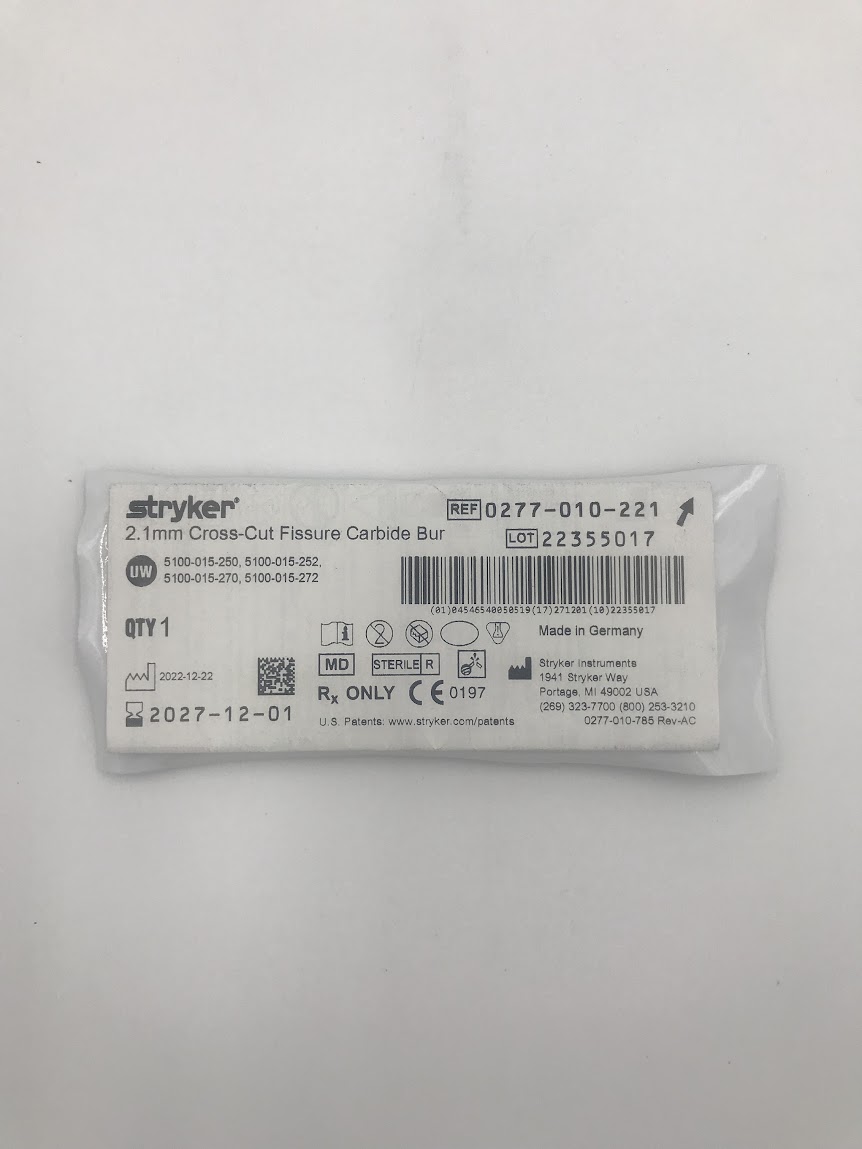 stryker®
REF 0277-010-221
2.1mm Cross-Cut Fissure Carbide Bur
LOT 22355017
UW 5100-015-250, 5100-015-252,
5100-015-270, 5100-015-272
(01)04546540050519(17)271201(10)22355017
QTY 1
2
Made in Germany
MD STERILE R
2022-12-22
Stryker Instruments
1941 Stryker Way
Portage, MI 49002 USA
(269) 323-7700 (800) 253-3210
0277-010-785 Rev-AC
Rx ONLY CE 0197
2027-12-01
U.S. Patents: www.stryker.com/patents